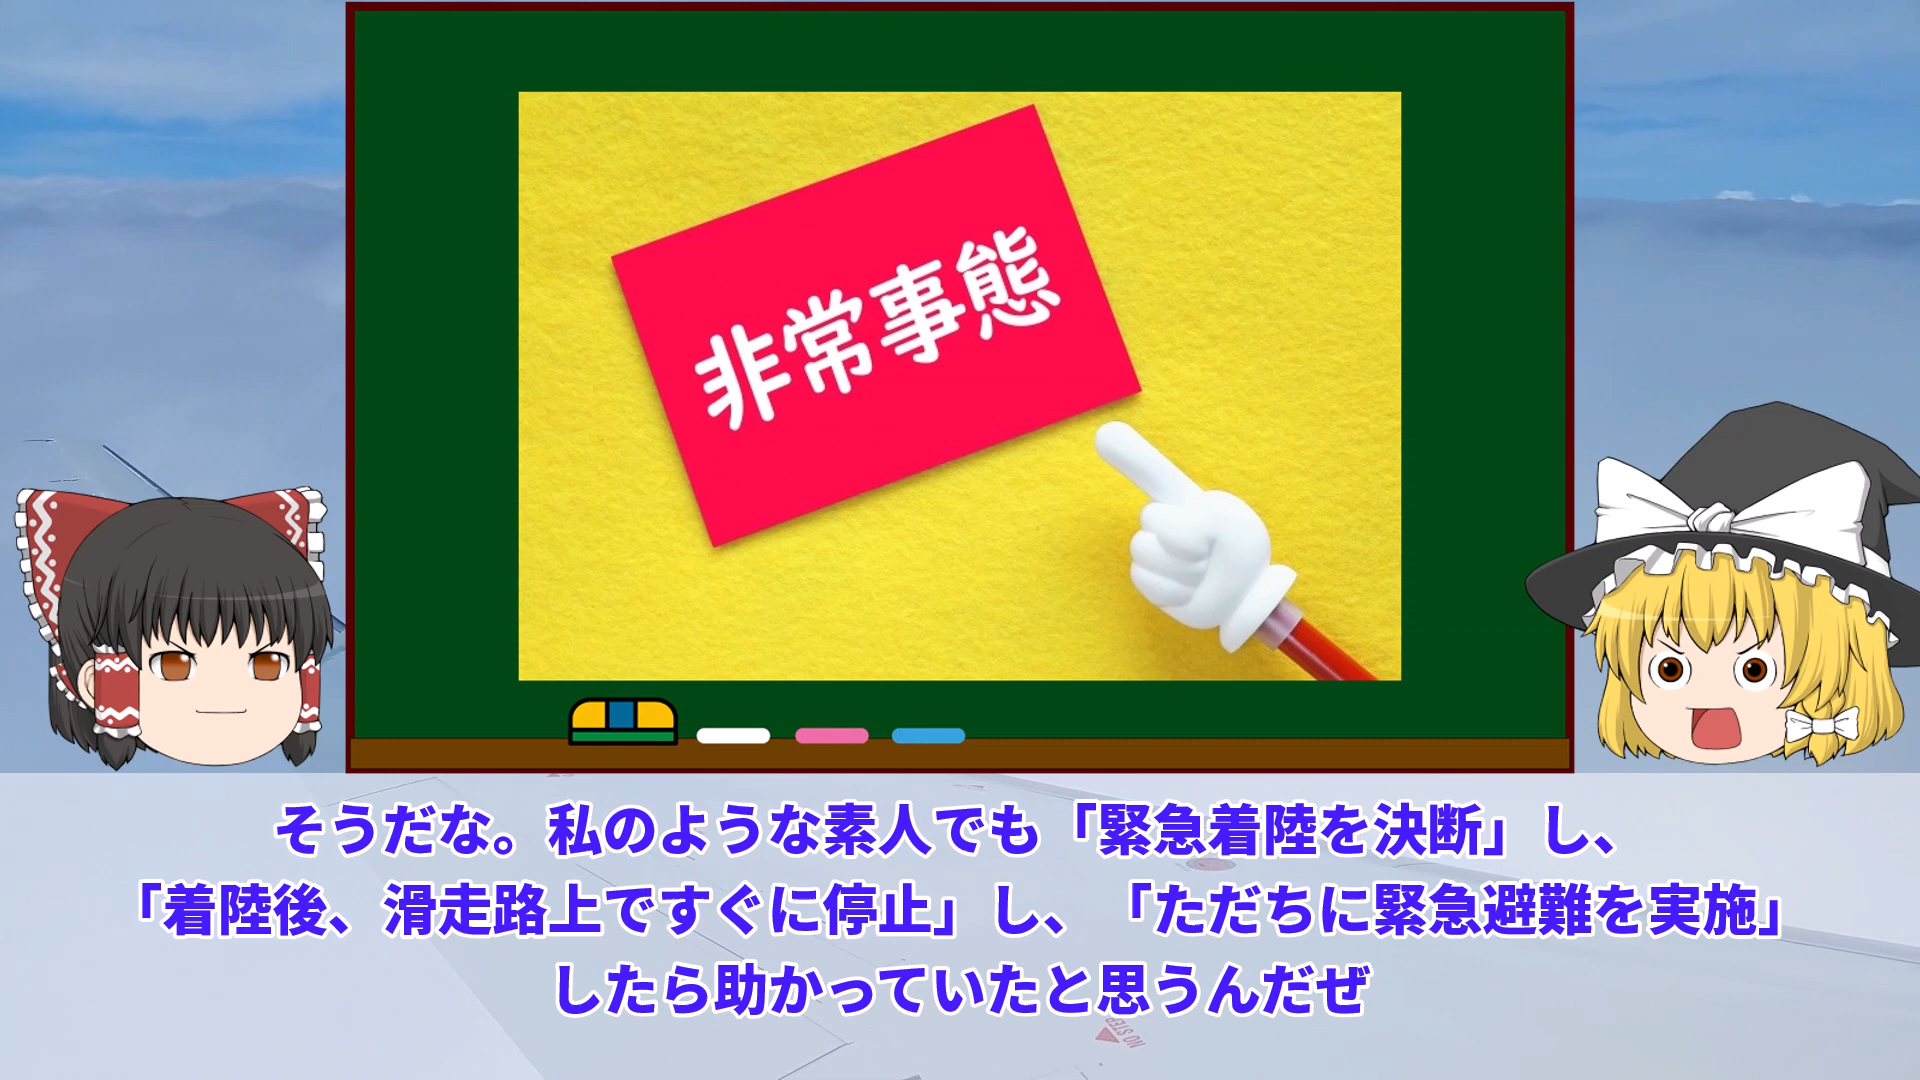 非常事態
そうだな。私のような素人でも「緊急着陸を決断」し、
「着陸後、滑走路上ですぐに停止」し、「ただちに緊急避難を実施」
したら助かっていたと思うんだぜ
NO STEP